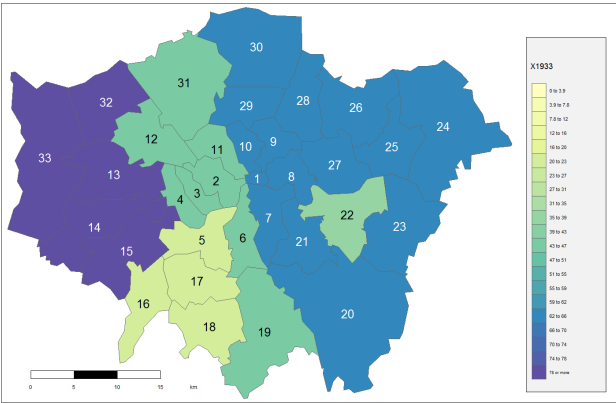 X1933
0 to 3.9
3.9 to 7.8
7.8 to 12
12 to 16
16 to 20
20 to 23
23 to 27
27 to 31
31 to 35
35 to 39
39 to 43
43 to 47
47 to 51
51 to 55
55 to 59
59 to 62
62 to 66
66 to 70
70 to 74
74 to 78
78 or more
30
31
32
28
29
26
24
12
33
10
9
11
25
27
13
1
8
2
3
4
22
7
14
23
5
6
21
15
17
16
20
18
19
0 5 10 15 km